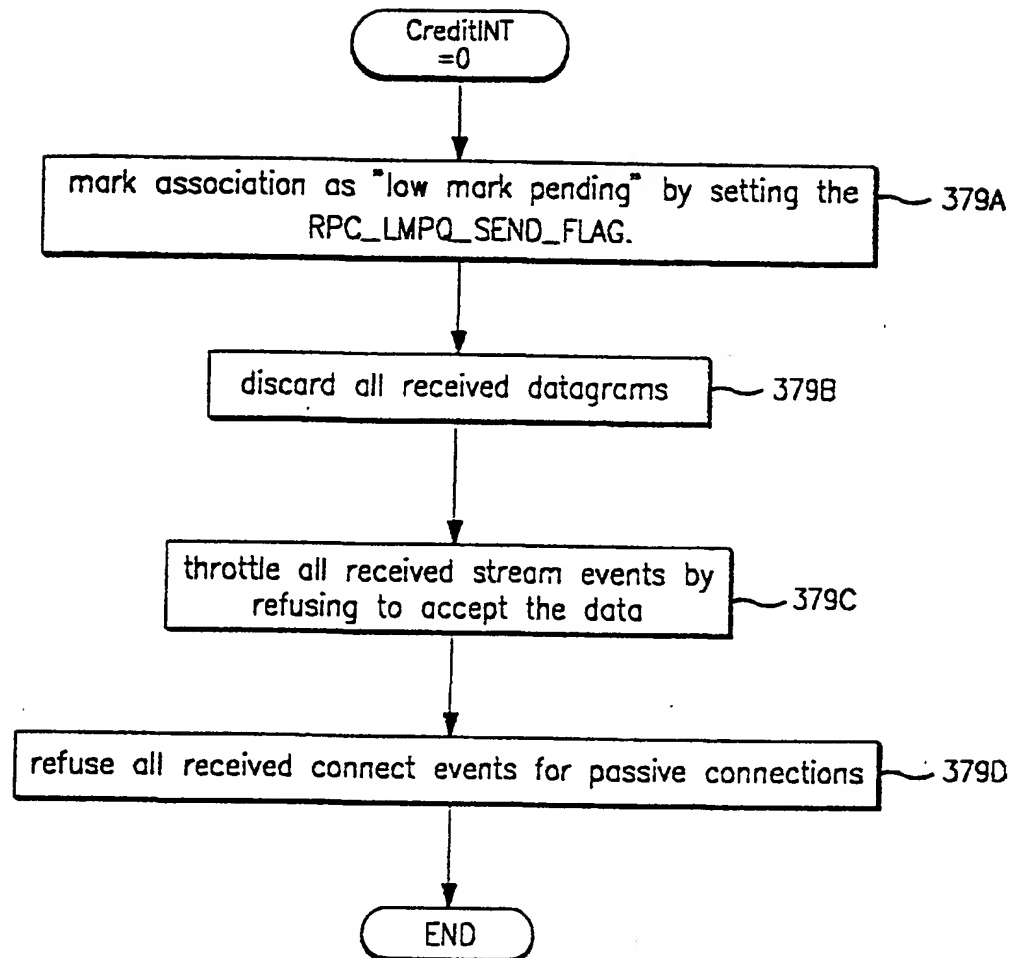 CreditINT
=0
mark association as "low mark pending" by setting the
RPC_LMPQ_SEND_FLAG.
379A
discard all received datagrams
379B
throttle all received stream events by
refusing to accept the data
379C
refuse all received connect events for passive connections
379D
END